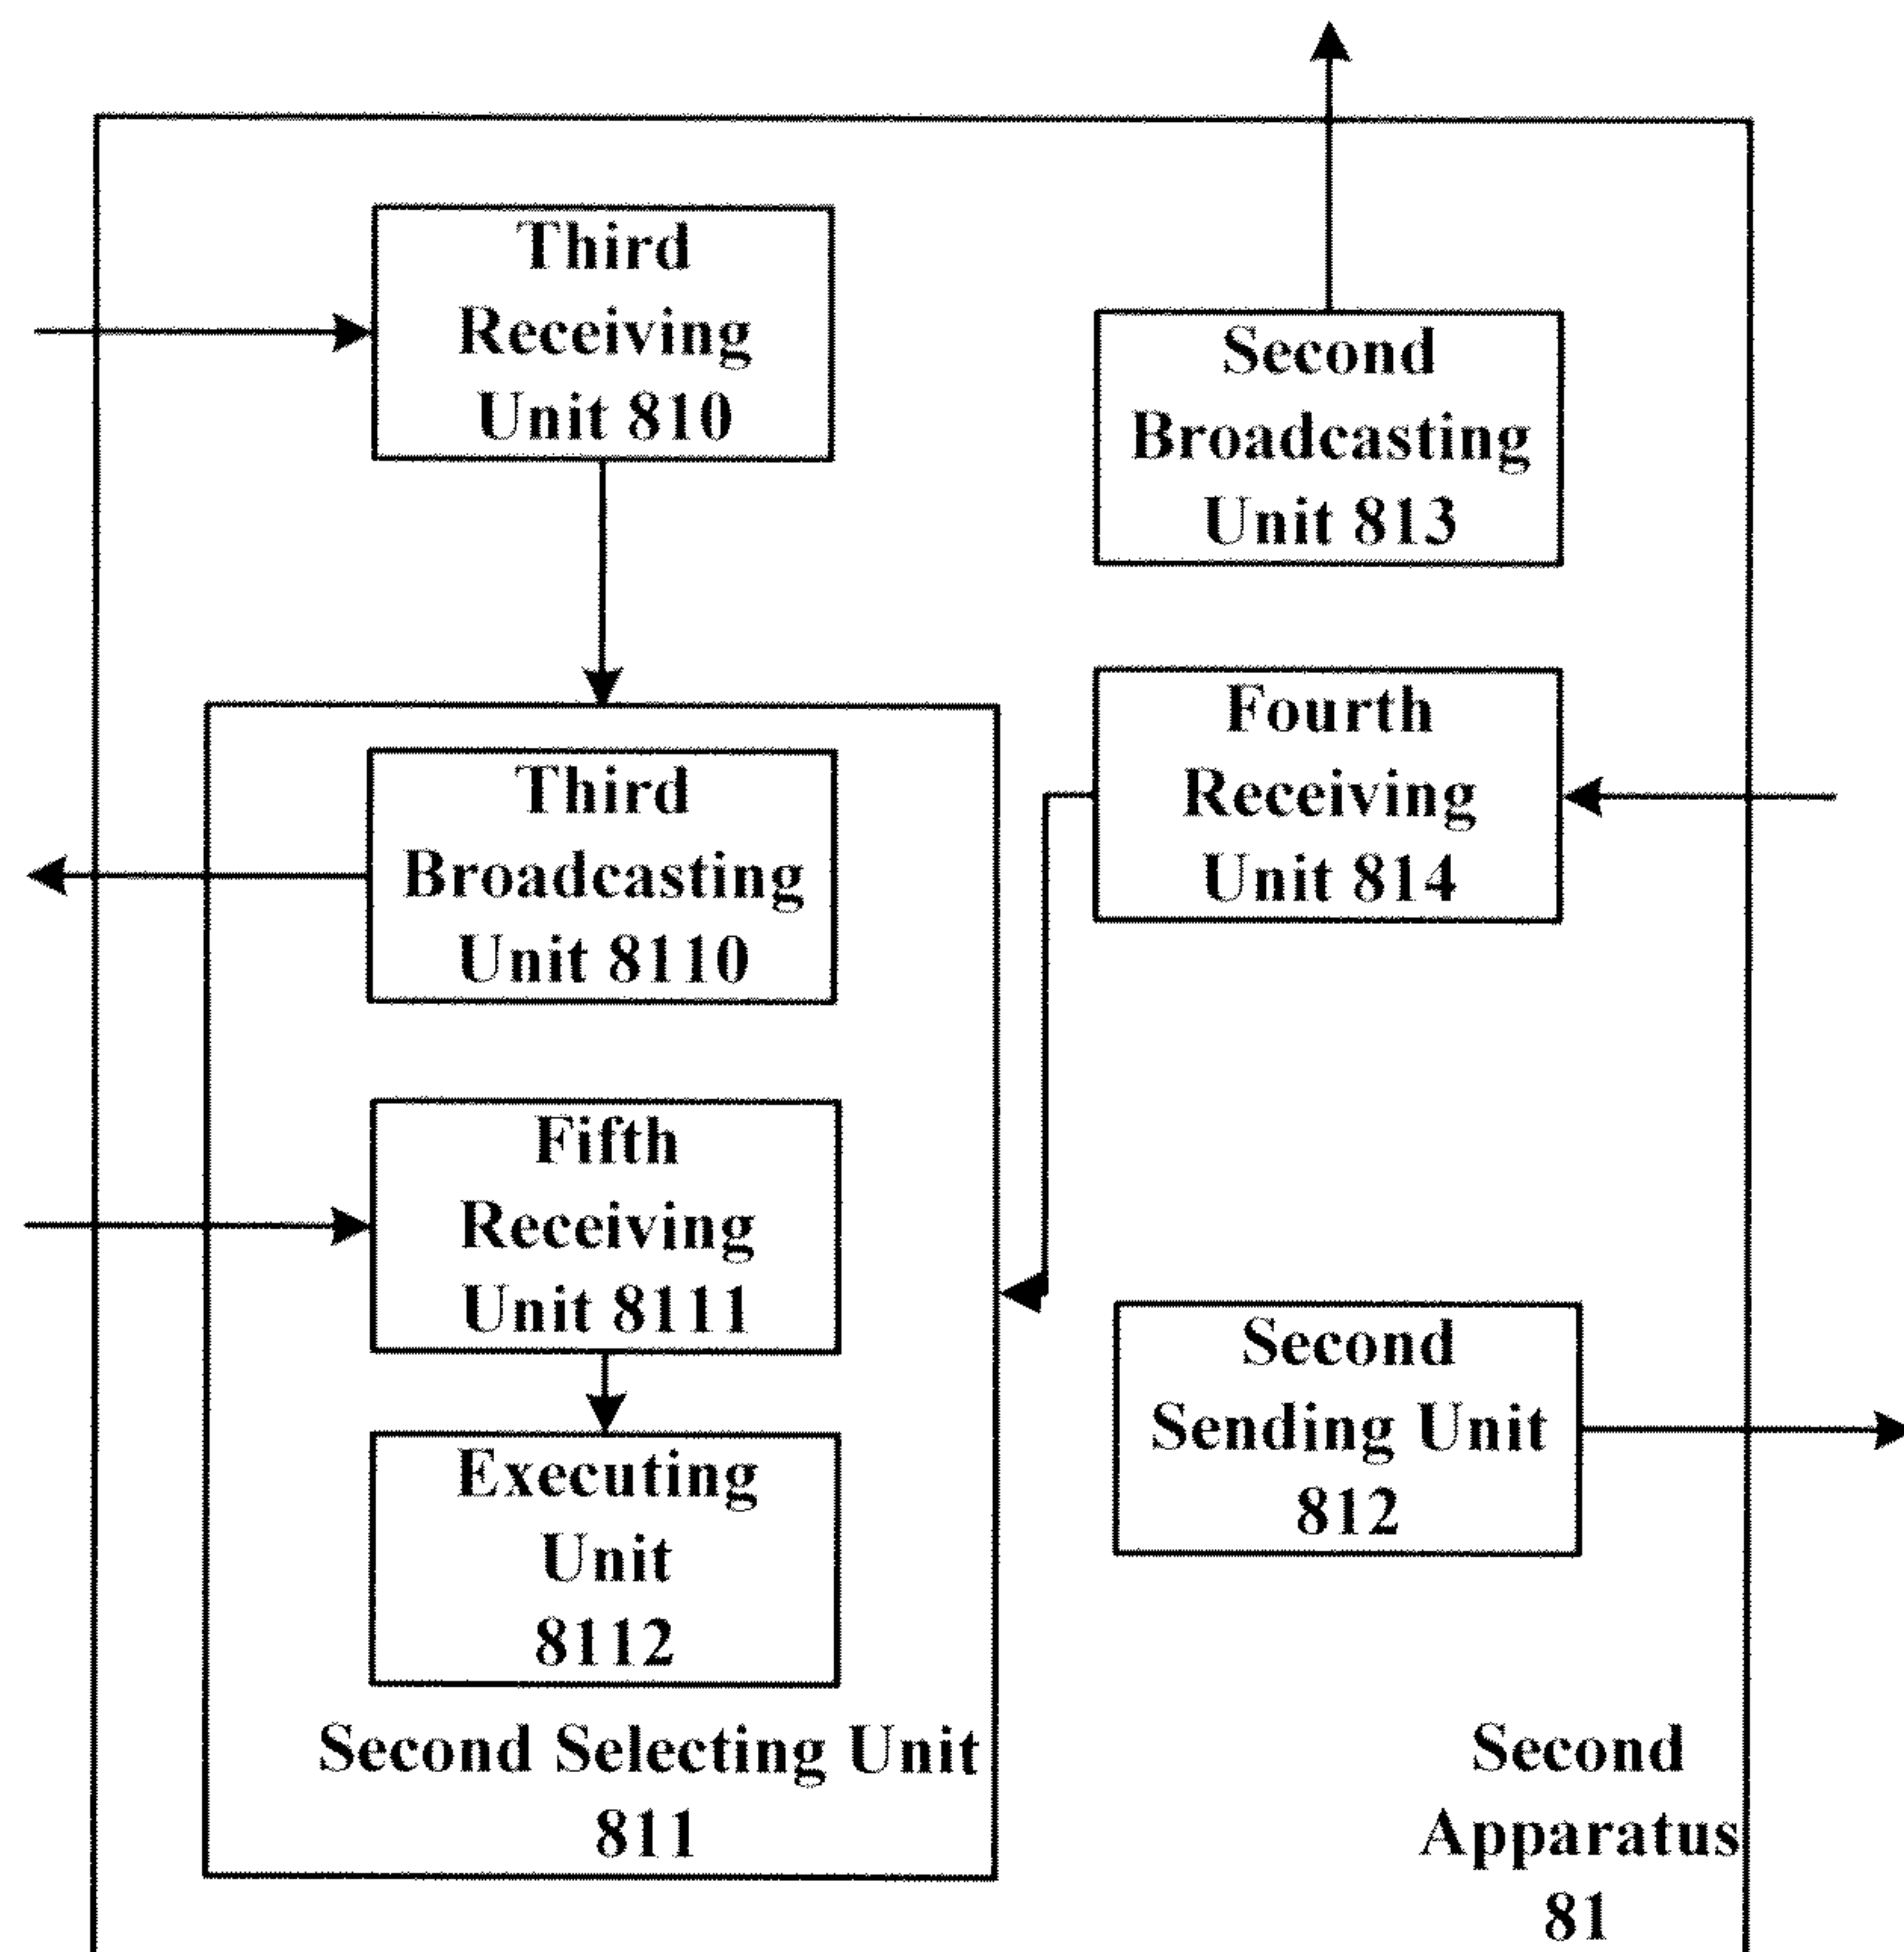 Third
Receiving
Unit 810
Second
Broadcasting
Unit 813
Third
Broadcasting
Unit 8110
Fourth
Receiving
Unit 814
Fifth
Receiving
Unit 8111
Executing
Unit
8112
Second Selecting Unit
811
Second
Sending Unit
812
Second
Apparatus
81